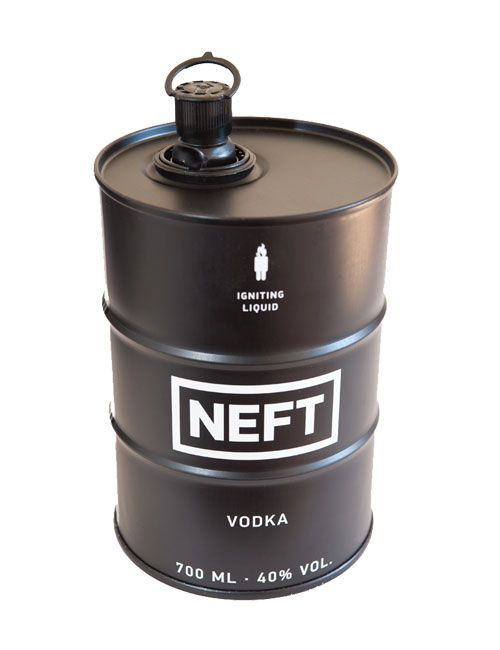 IGNITING
LIQUID
NEFT
VODKA
700 ML · 40% VOL.